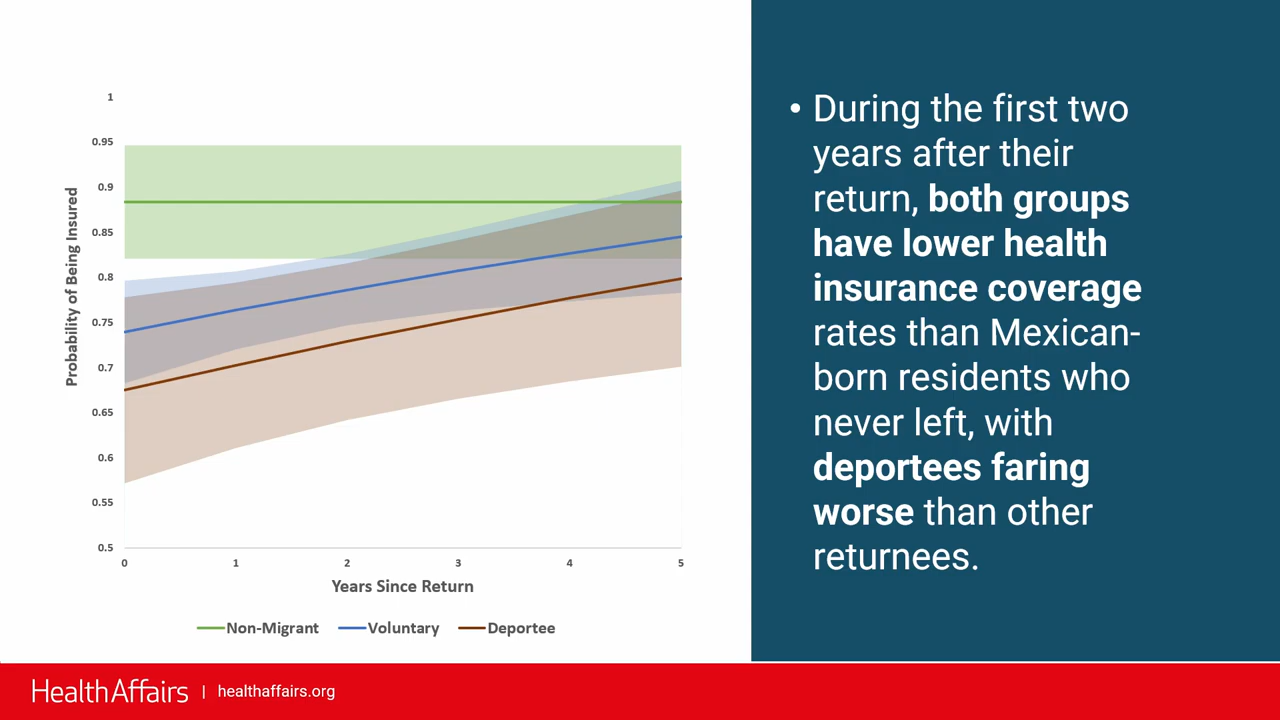 1
0.95
0.9
0.85
0.8
0.75
0.7
0.65
0.6
0.55
0.5
Probability of Being Insured
0 1 2 3 4 5
Years Since Return
Non-Migrant Voluntary Deportee
• During the first two
years after their
return, both groups
have lower health
insurance coverage
rates than Mexican-
born residents who
never left, with
deportees faring
worse than other
returnees.
HealthAffairs | healthaffairs.org